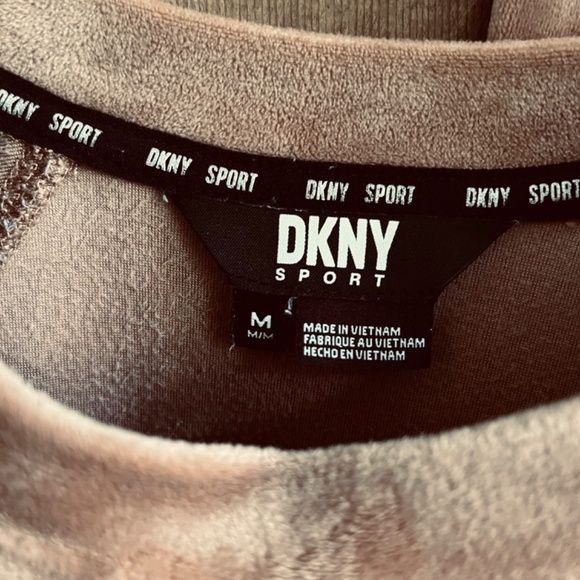 DKNY SPORT DKNY SPORT DKNY SPORT DKNY SPORT
DKNY
SPORT
M
M/M
MADE IN VIETNAM
FABRIQUE AU VIETNAM
HECHO EN VIETNAM